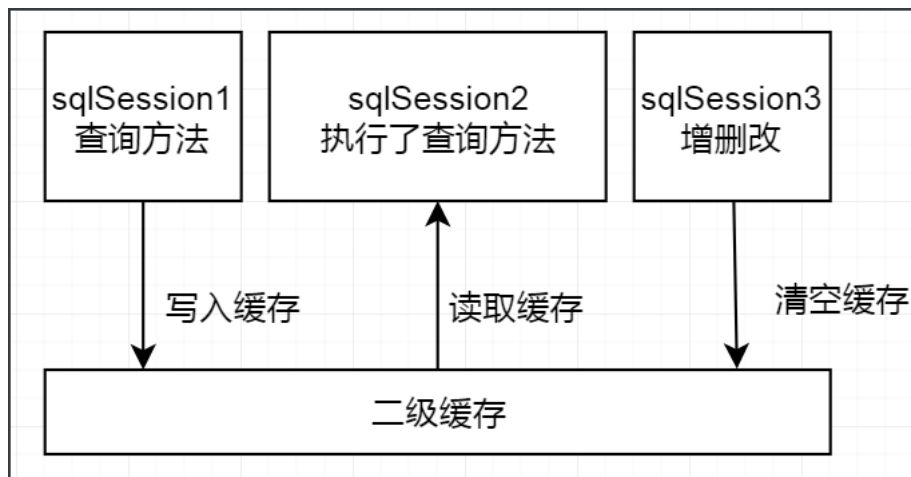 sqlSession1
查询方法
sqlSession2
执行了查询方法
sqlSession3
增删改
写入缓存
读取缓存
清空缓存
二级缓存